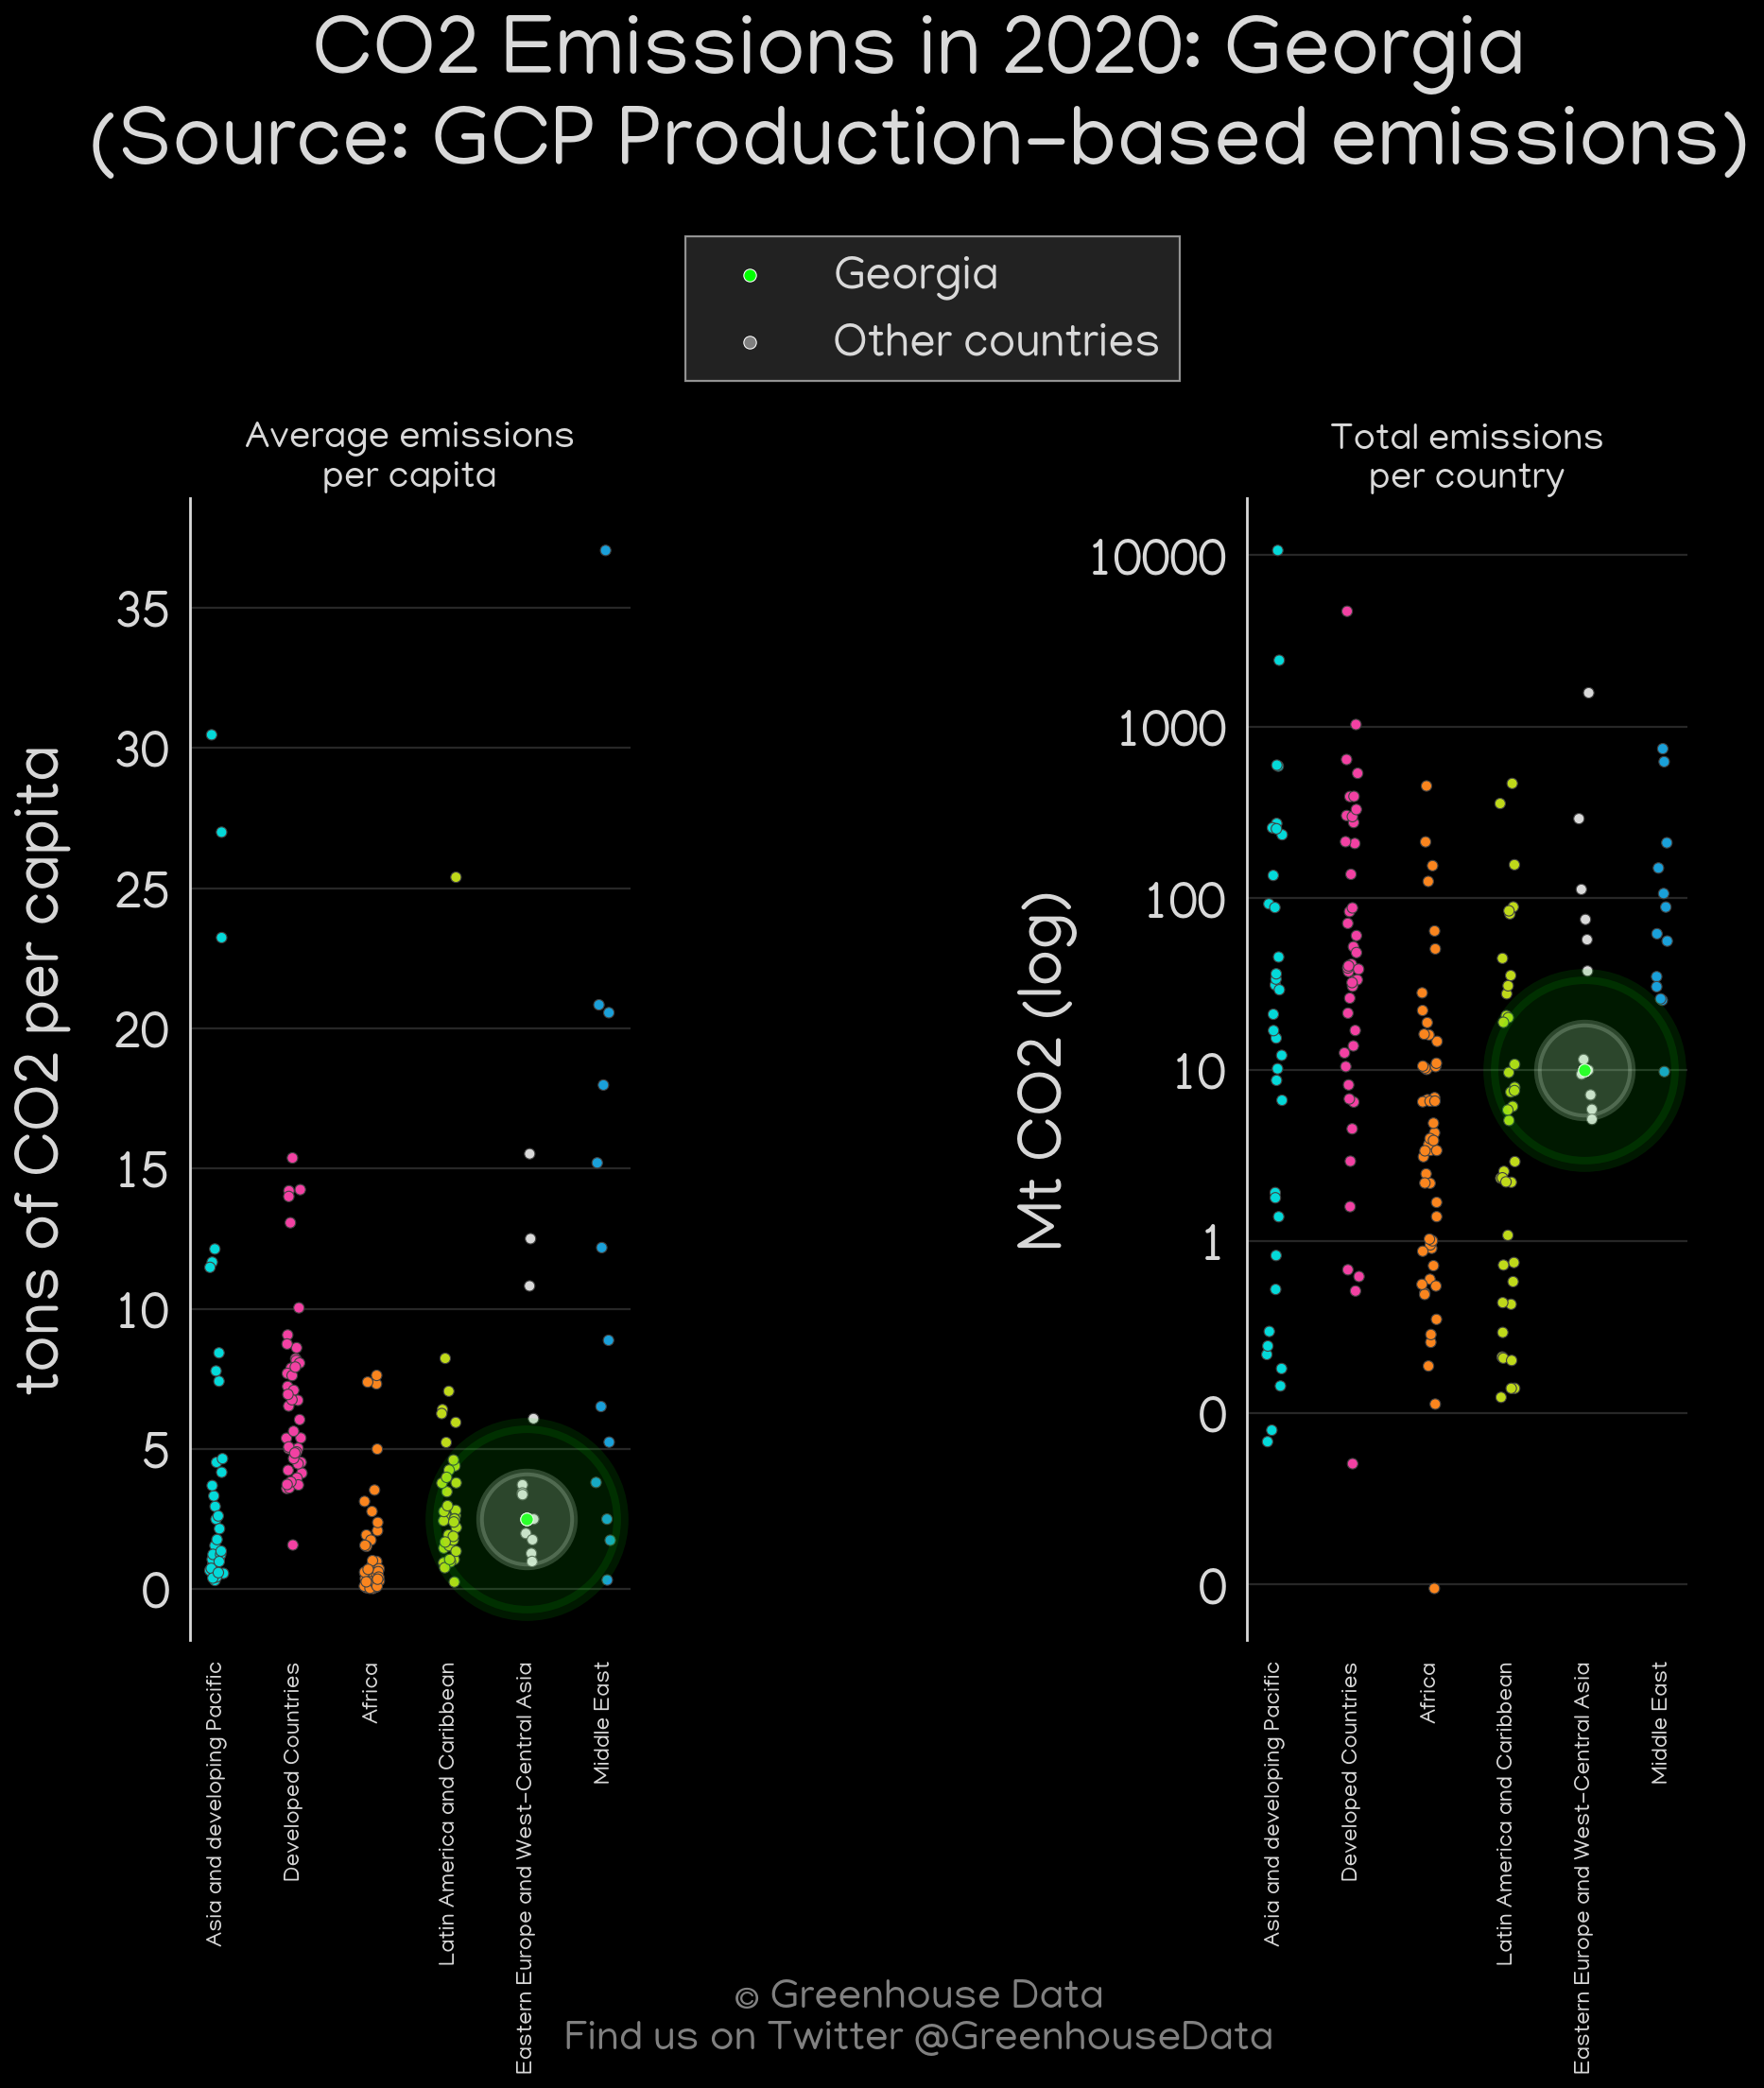 CO2 Emissions in 2020: Georgia
(Source: GCP Production-based emissions)
Georgia
Other countries
Average emissions
per capita
tons of CO2 per capita
35
30
25
20
15
10
5
0
Asia and developing Pacific
Developed Countries
Africa
Latin America and Caribbean
Eastern Europe and West-Central Asia
Middle East
Total emissions
per country
Mt CO2 (log)
10000
1000
100
10
1
0
0
Asia and developing Pacific
Developed Countries
Africa
Latin America and Caribbean
Eastern Europe and West-Central Asia
Middle East
© Greenhouse Data
Find us on Twitter @GreenhouseData